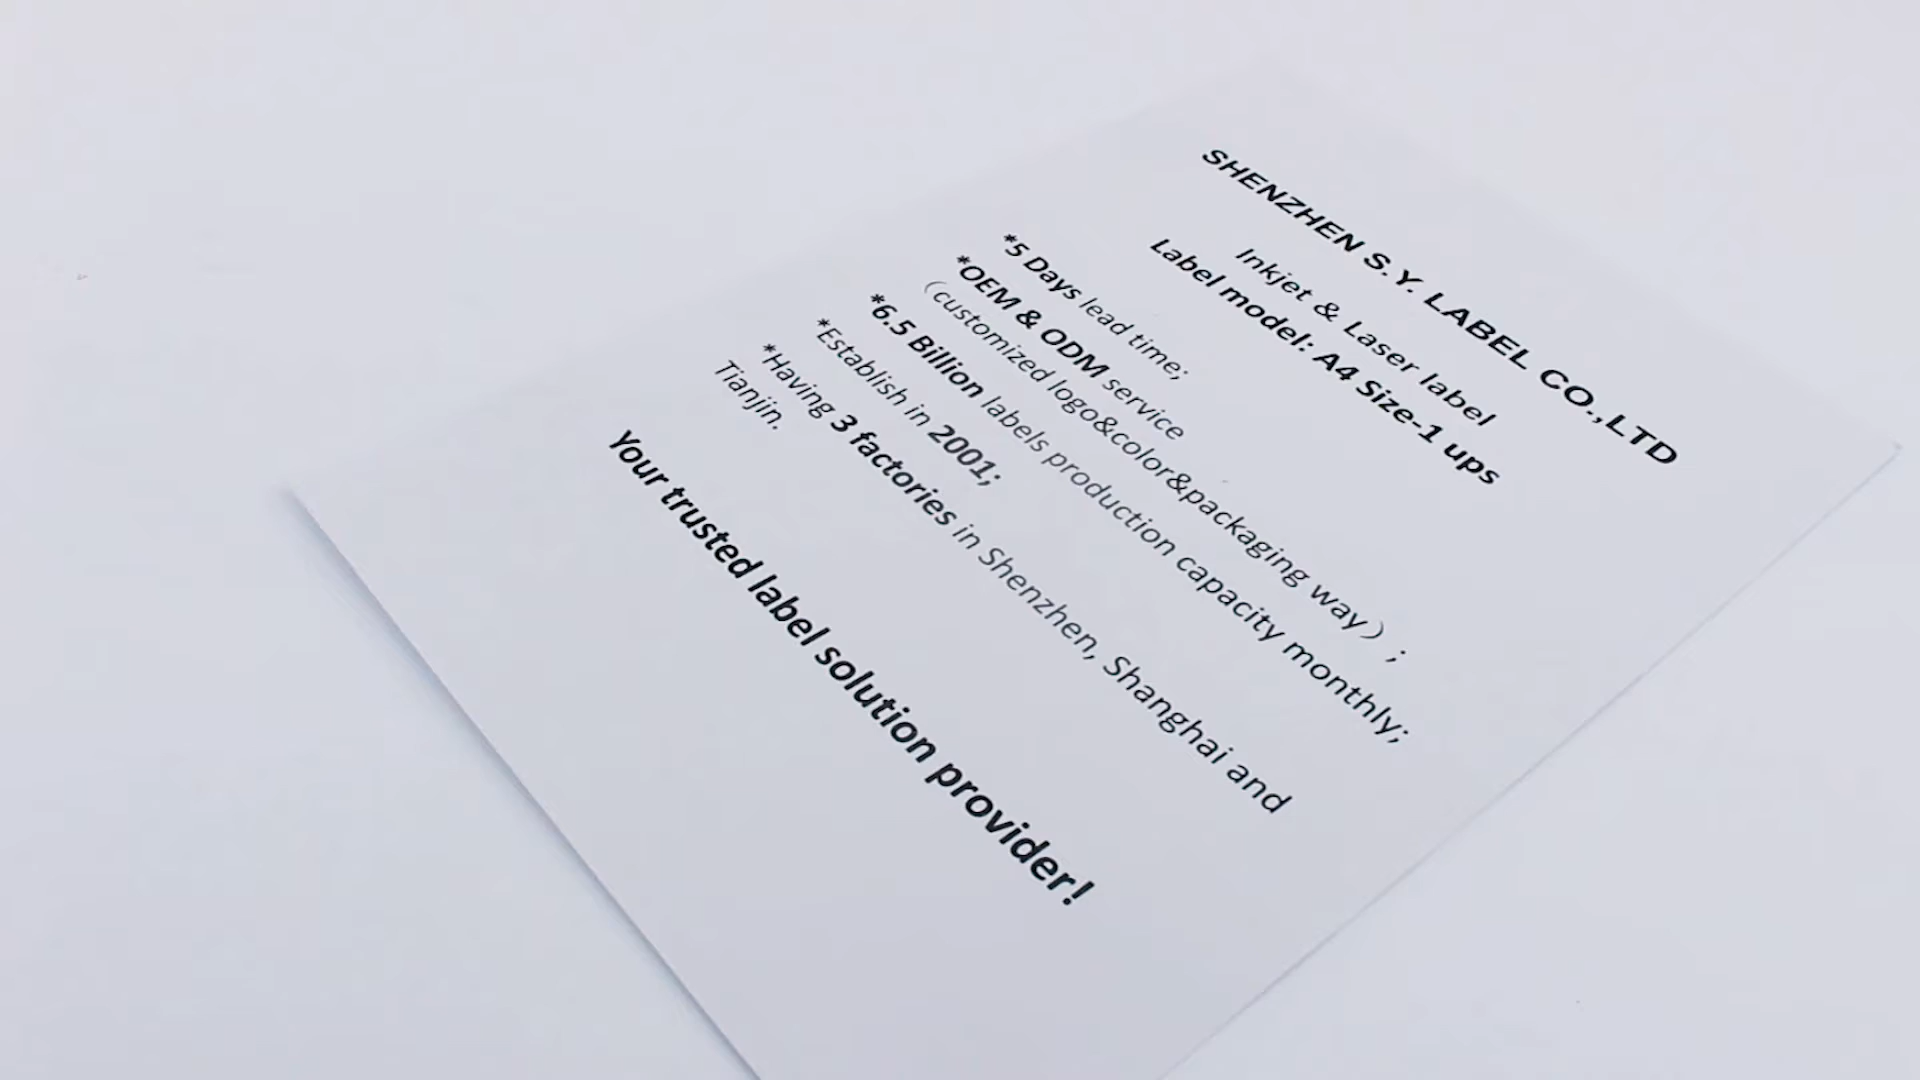 SHENZHEN S.Y. LABEL CO.,LTD
Inkjet & Laser label
Label model: A4 Size-1 ups
*5 Days lead time;
*OEM & ODM service
（customized logo&color&packaging way）;
*6.5 Billion labels production capacity monthly;
*Establish in 2001;
*Having 3 factories in Shenzhen, Shanghai and
Tianjin.
Your trusted label solution provider!